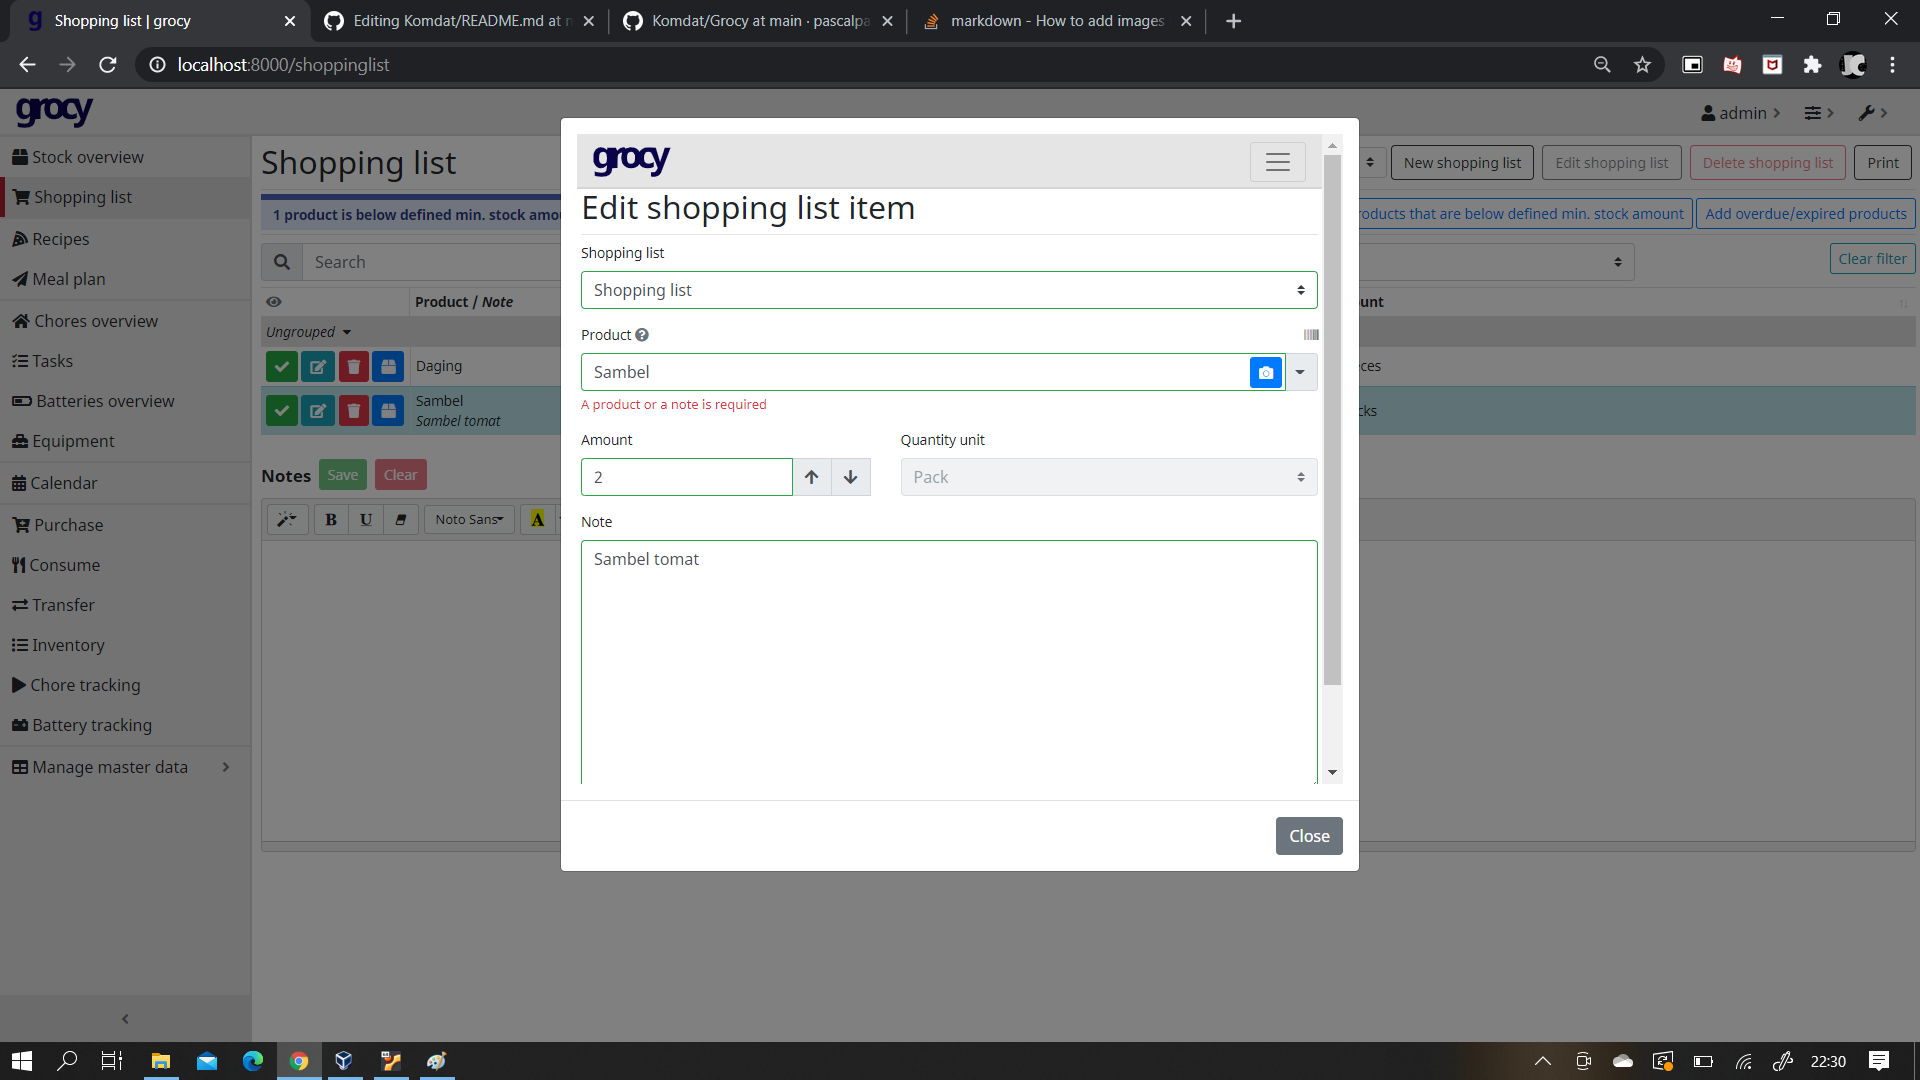 Shopping list | grocy
Editing Komdat/README.md at
Komdat/Grocy at main · pascalpa
markdown - How to add images
localhost:8000/shoppinglist
grocy
admin
Stock overview
Shopping list
Recipes
Meal plan
Chores overview
Tasks
Batteries overview
Equipment
Calendar
Purchase
Consume
Transfer
Inventory
Chore tracking
Battery tracking
Manage master data
Shopping list
New shopping list
Edit shopping list
Delete shopping list
Print
1 product is below defined min. stock amou
roducts that are below defined min. stock amount
Add overdue/expired products
Search
Clear filter
Product / Note
unt
Ungrouped
Daging
ces
Sambel
Sambel tomat
cks
Notes
Save
Clear
B
U
Noto Sans
A
grocy
Edit shopping list item
Shopping list
Shopping list
Product
Sambel
A product or a note is required
Amount
Quantity unit
2
Pack
Note
Sambel tomat
Close
22:30